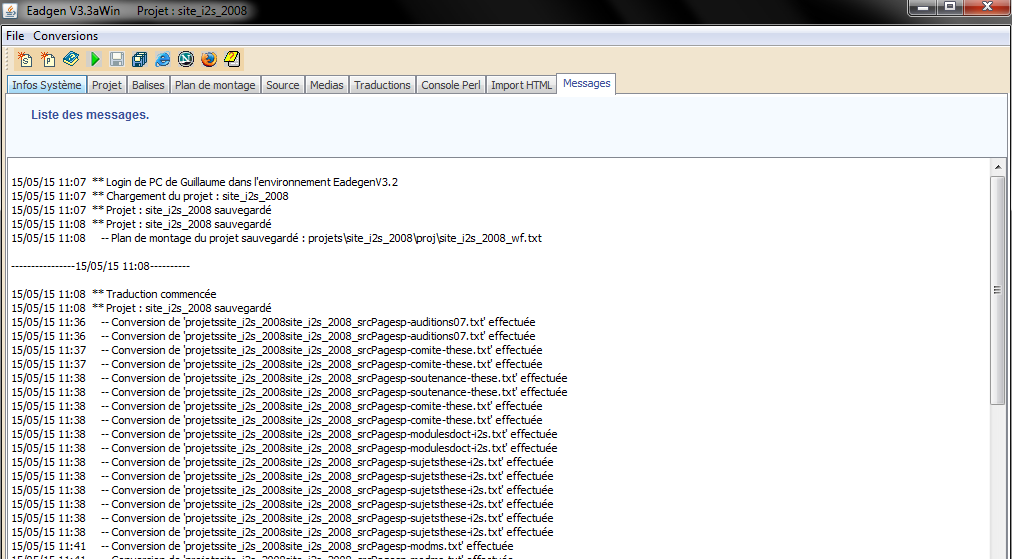 Eadgen V3.3aWin Projet : site_i2s_2008
File Conversions
Infos Système Projet Balises Plan de montage Source Medias Traductions Console Perl Import HTML Messages
Liste des messages.
15/05/15 11:07 ** Login de PC de Guillaume dans l'environnement EadegenV3.2
15/05/15 11:07 ** Chargement du projet : site_i2s_2008
15/05/15 11:07 ** Projet : site_i2s_2008 sauvegardé
15/05/15 11:08 ** Projet : site_i2s_2008 sauvegardé
15/05/15 11:08 -- Plan de montage du projet sauvegardé : projets\site_i2s_2008\proj\site_i2s_2008_wf.txt
----------------15/05/15 11:08----------
15/05/15 11:08 ** Traduction commencée
15/05/15 11:08 ** Projet : site_i2s_2008 sauvegardé
15/05/15 11:36 -- Conversion de 'projetssite_i2s_2008site_i2s_2008_srcPagesp-auditions07.txt' effectuée
15/05/15 11:36 -- Conversion de 'projetssite_i2s_2008site_i2s_2008_srcPagesp-auditions07.txt' effectuée
15/05/15 11:37 -- Conversion de 'projetssite_i2s_2008site_i2s_2008_srcPagesp-comite-these.txt' effectuée
15/05/15 11:37 -- Conversion de 'projetssite_i2s_2008site_i2s_2008_srcPagesp-comite-these.txt' effectuée
15/05/15 11:38 -- Conversion de 'projetssite_i2s_2008site_i2s_2008_srcPagesp-soutenance-these.txt' effectuée
15/05/15 11:38 -- Conversion de 'projetssite_i2s_2008site_i2s_2008_srcPagesp-soutenance-these.txt' effectuée
15/05/15 11:38 -- Conversion de 'projetssite_i2s_2008site_i2s_2008_srcPagesp-comite-these.txt' effectuée
15/05/15 11:38 -- Conversion de 'projetssite_i2s_2008site_i2s_2008_srcPagesp-comite-these.txt' effectuée
15/05/15 11:38 -- Conversion de 'projetssite_i2s_2008site_i2s_2008_srcPagesp-modulesdoct-i2s.txt' effectuée
15/05/15 11:38 -- Conversion de 'projetssite_i2s_2008site_i2s_2008_srcPagesp-modulesdoct-i2s.txt' effectuée
15/05/15 11:38 -- Conversion de 'projetssite_i2s_2008site_i2s_2008_srcPagesp-sujetsthese-i2s.txt' effectuée
15/05/15 11:38 -- Conversion de 'projetssite_i2s_2008site_i2s_2008_srcPagesp-sujetsthese-i2s.txt' effectuée
15/05/15 11:38 -- Conversion de 'projetssite_i2s_2008site_i2s_2008_srcPagesp-sujetsthese-i2s.txt' effectuée
15/05/15 11:38 -- Conversion de 'projetssite_i2s_2008site_i2s_2008_srcPagesp-sujetsthese-i2s.txt' effectuée
15/05/15 11:38 -- Conversion de 'projetssite_i2s_2008site_i2s_2008_srcPagesp-sujetsthese-i2s.txt' effectuée
15/05/15 11:38 -- Conversion de 'projetssite_i2s_2008site_i2s_2008_srcPagesp-sujetsthese-i2s.txt' effectuée
15/05/15 11:41 -- Conversion de 'projetssite_i2s_2008site_i2s_2008_srcPagesp-modms.txt' effectuée